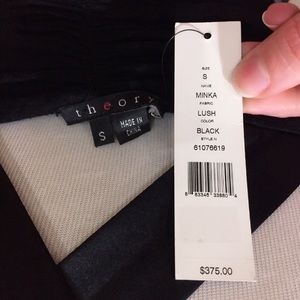 theory
S
MADE IN
CHINA
SIZE
S
NAME
MINKA
FABRIC
LUSH
COLOR
BLACK
STYLE N
61076619
$375.00